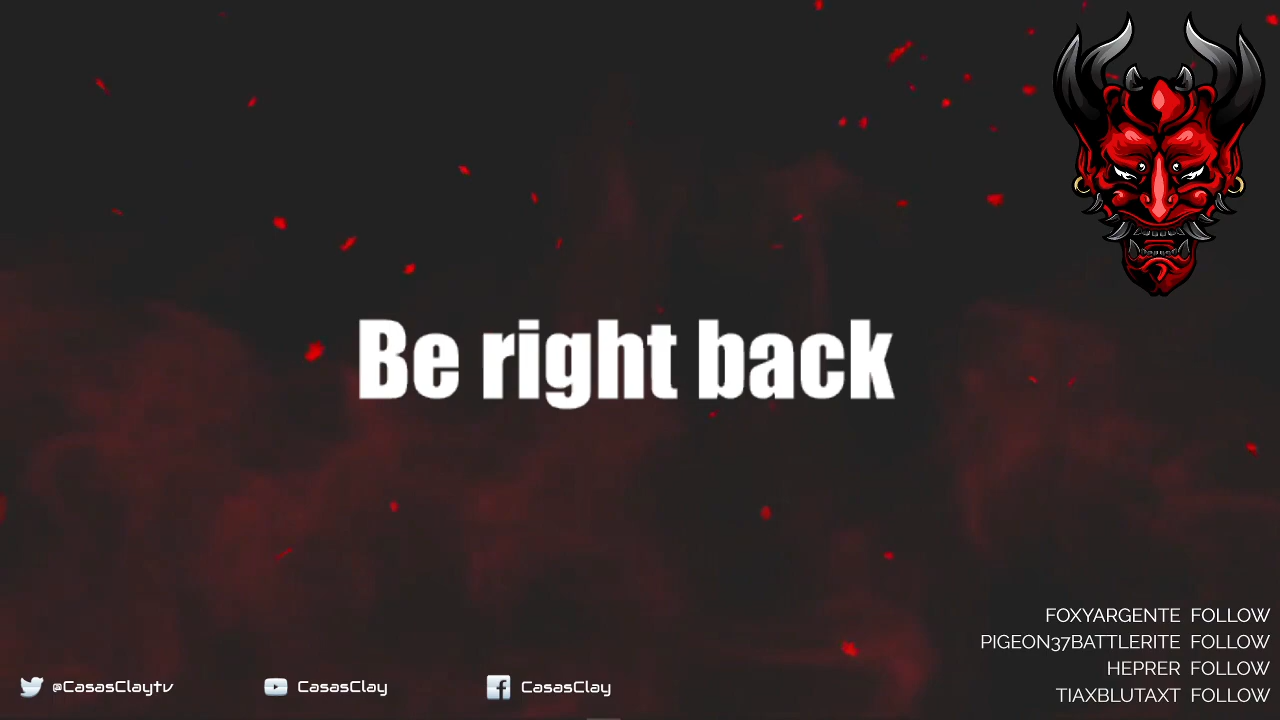 Be right back
FOXYARGENTE FOLLOW
PIGEON37BATTLERITE FOLLOW
HEPRER FOLLOW
TIAXBLUTAXT FOLLOW
@CasasClaytv CasasClay CasasClay